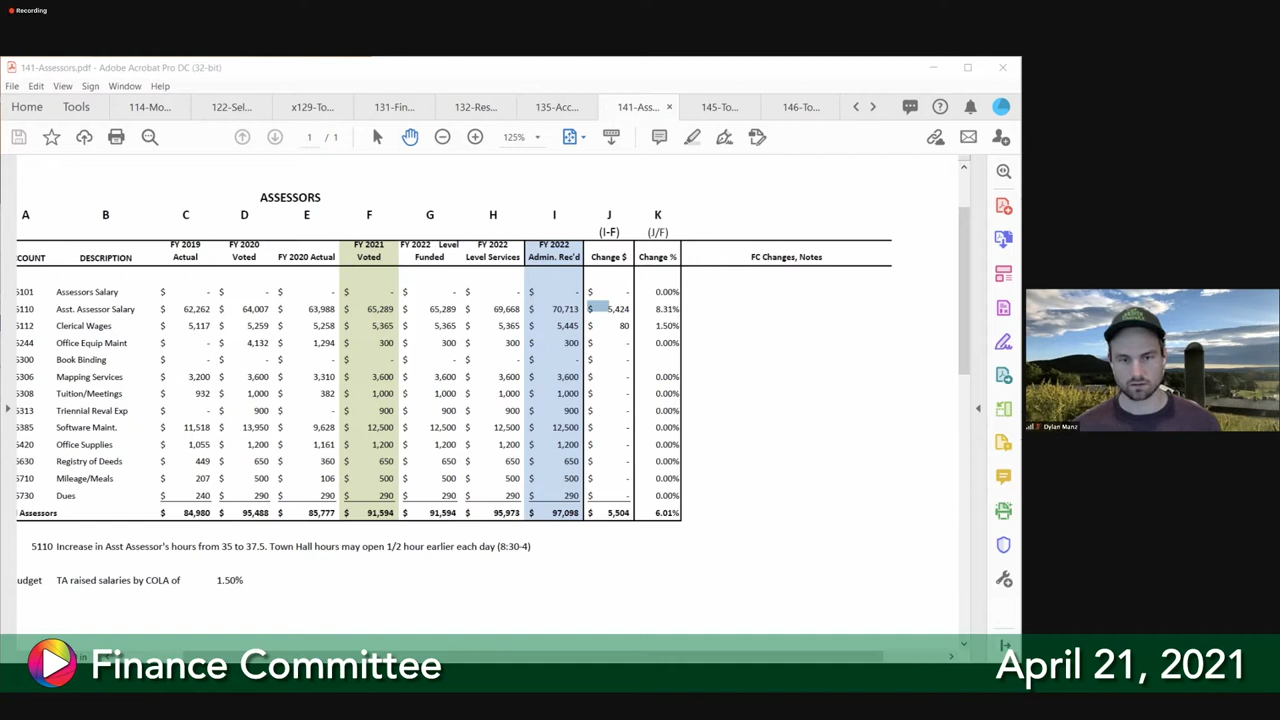 Recording
141-Assessors.pdf - Adobe Acrobat Pro DC (32-bit)
File Edit View Sign Window Help
Home Tools 114-Mo... 122-Sel... x129-To... 131-Fin... 132-Res... 135-Acc... 141-Ass... × 145-To... 146-To...
1 / 1 125%
ASSESSORS
A B C D E F G H I J K
(I-F) (J/F)
FY 2019 FY 2020 FY 2021 FY 2022 Level FY 2022 FY 2022
COUNT DESCRIPTION Actual Voted FY 2020 Actual Voted Funded Level Services Admin. Rec'd Change $ Change % FC Changes, Notes
5101 Assessors Salary $ - $ - $ - $ - $ - $ - $ - $ - 0.00%
5110 Asst. Assessor Salary $ 62,262 $ 64,007 $ 63,988 $ 65,289 $ 65,289 $ 69,668 $ 70,713 $ 5,424 8.31%
5112 Clerical Wages $ 5,117 $ 5,259 $ 5,258 $ 5,365 $ 5,365 $ 5,365 $ 5,445 $ 80 1.50%
5244 Office Equip Maint $ - $ 4,132 $ 1,294 $ 300 $ 300 $ 300 $ 300 $ - 0.00%
5300 Book Binding $ - $ - $ - $ - $ - $ - $ - $ -
5306 Mapping Services $ 3,200 $ 3,600 $ 3,310 $ 3,600 $ 3,600 $ 3,600 $ 3,600 $ - 0.00%
5308 Tuition/Meetings $ 932 $ 1,000 $ 382 $ 1,000 $ 1,000 $ 1,000 $ 1,000 $ - 0.00%
5313 Triennial Reval Exp $ - $ 900 $ - $ 900 $ 900 $ 900 $ 900 $ - 0.00%
5385 Software Maint. $ 11,518 $ 13,950 $ 9,628 $ 12,500 $ 12,500 $ 12,500 $ 12,500 $ - 0.00%
5420 Office Supplies $ 1,055 $ 1,200 $ 1,161 $ 1,200 $ 1,200 $ 1,200 $ 1,200 $ - 0.00%
5630 Registry of Deeds $ 449 $ 650 $ 360 $ 650 $ 650 $ 650 $ 650 $ - 0.00%
5710 Mileage/Meals $ 207 $ 500 $ 106 $ 500 $ 500 $ 500 $ 500 $ - 0.00%
5730 Dues $ 240 $ 290 $ 290 $ 290 $ 290 $ 290 $ 290 $ - 0.00%
Assessors $ 84,980 $ 95,488 $ 85,777 $ 91,594 $ 91,594 $ 95,973 $ 97,098 $ 5,504 6.01%
5110 Increase in Asst Assessor's hours from 35 to 37.5. Town Hall hours may open 1/2 hour earlier each day (8:30-4)
udget TA raised salaries by COLA of 1.50%
Dylan Manz
Finance Committee
April 21, 2021